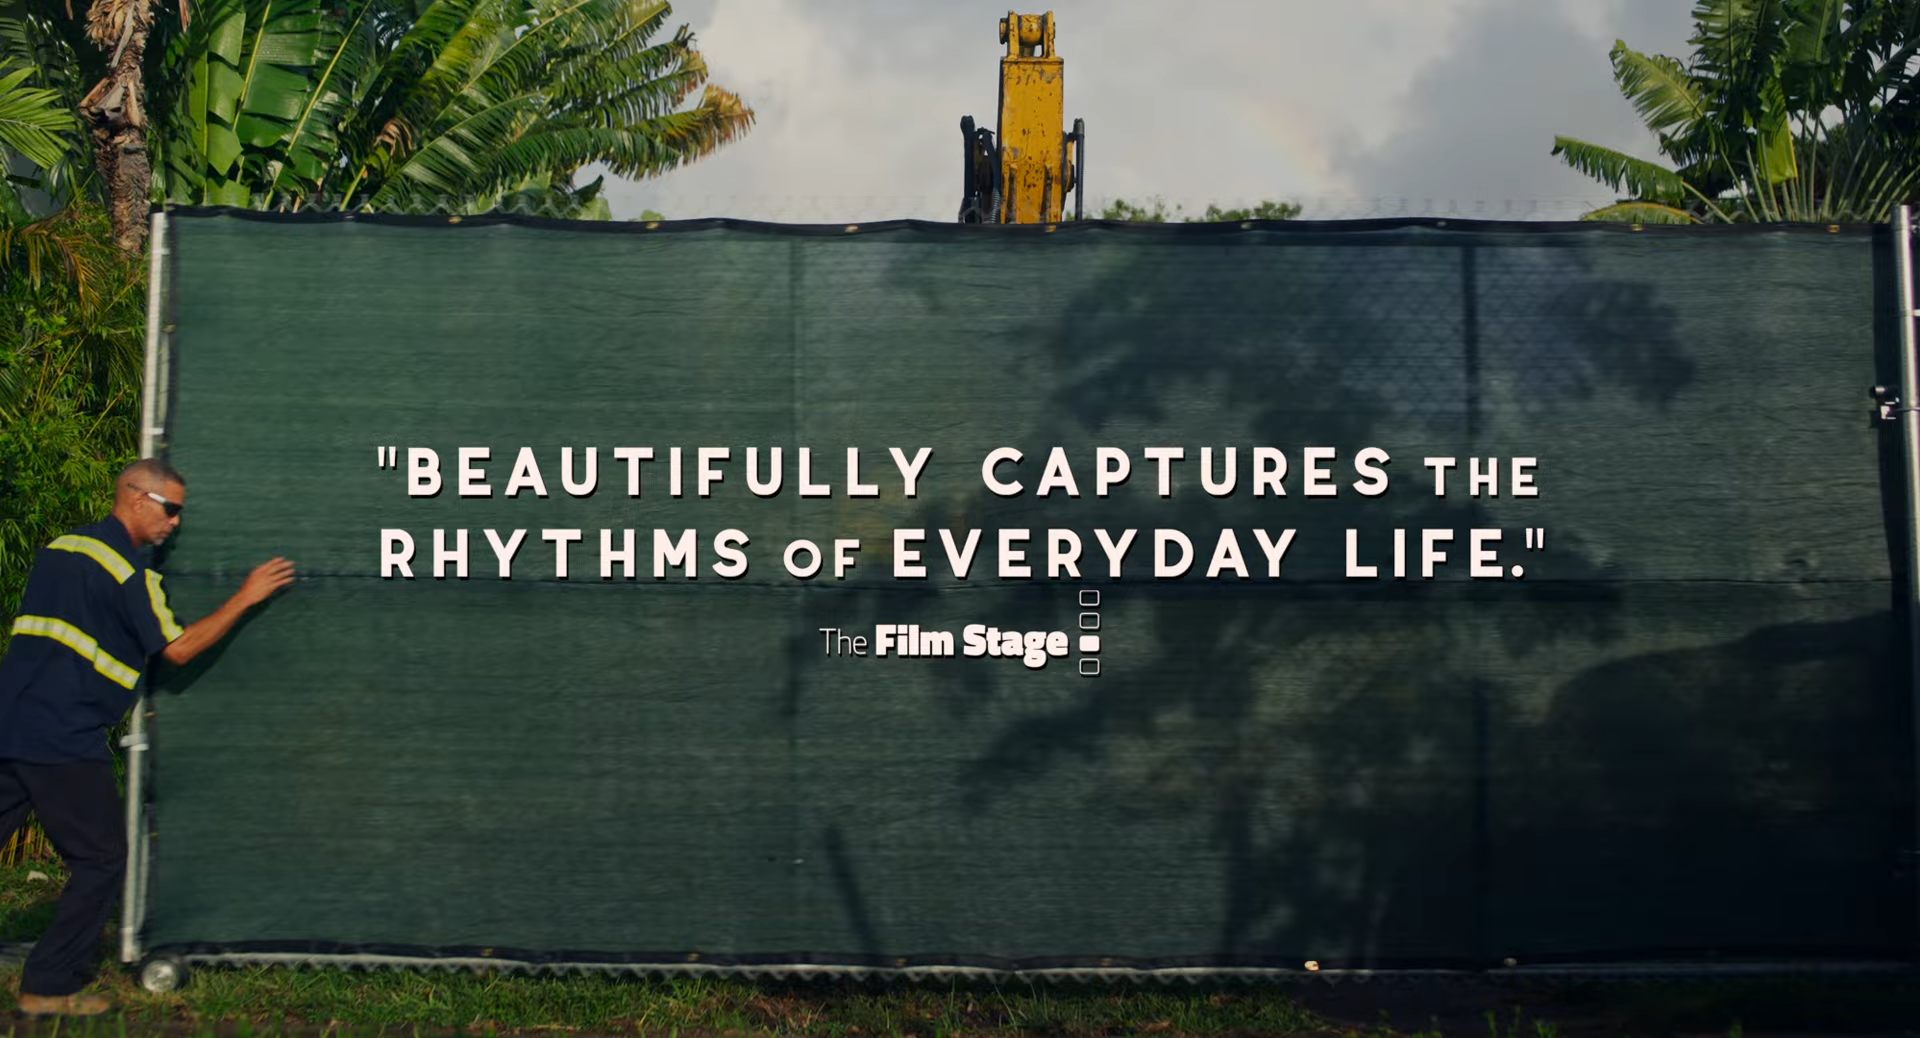 "BEAUTIFULLY CAPTURES THE
RHYTHMS OF EVERYDAY LIFE."
The Film Stage